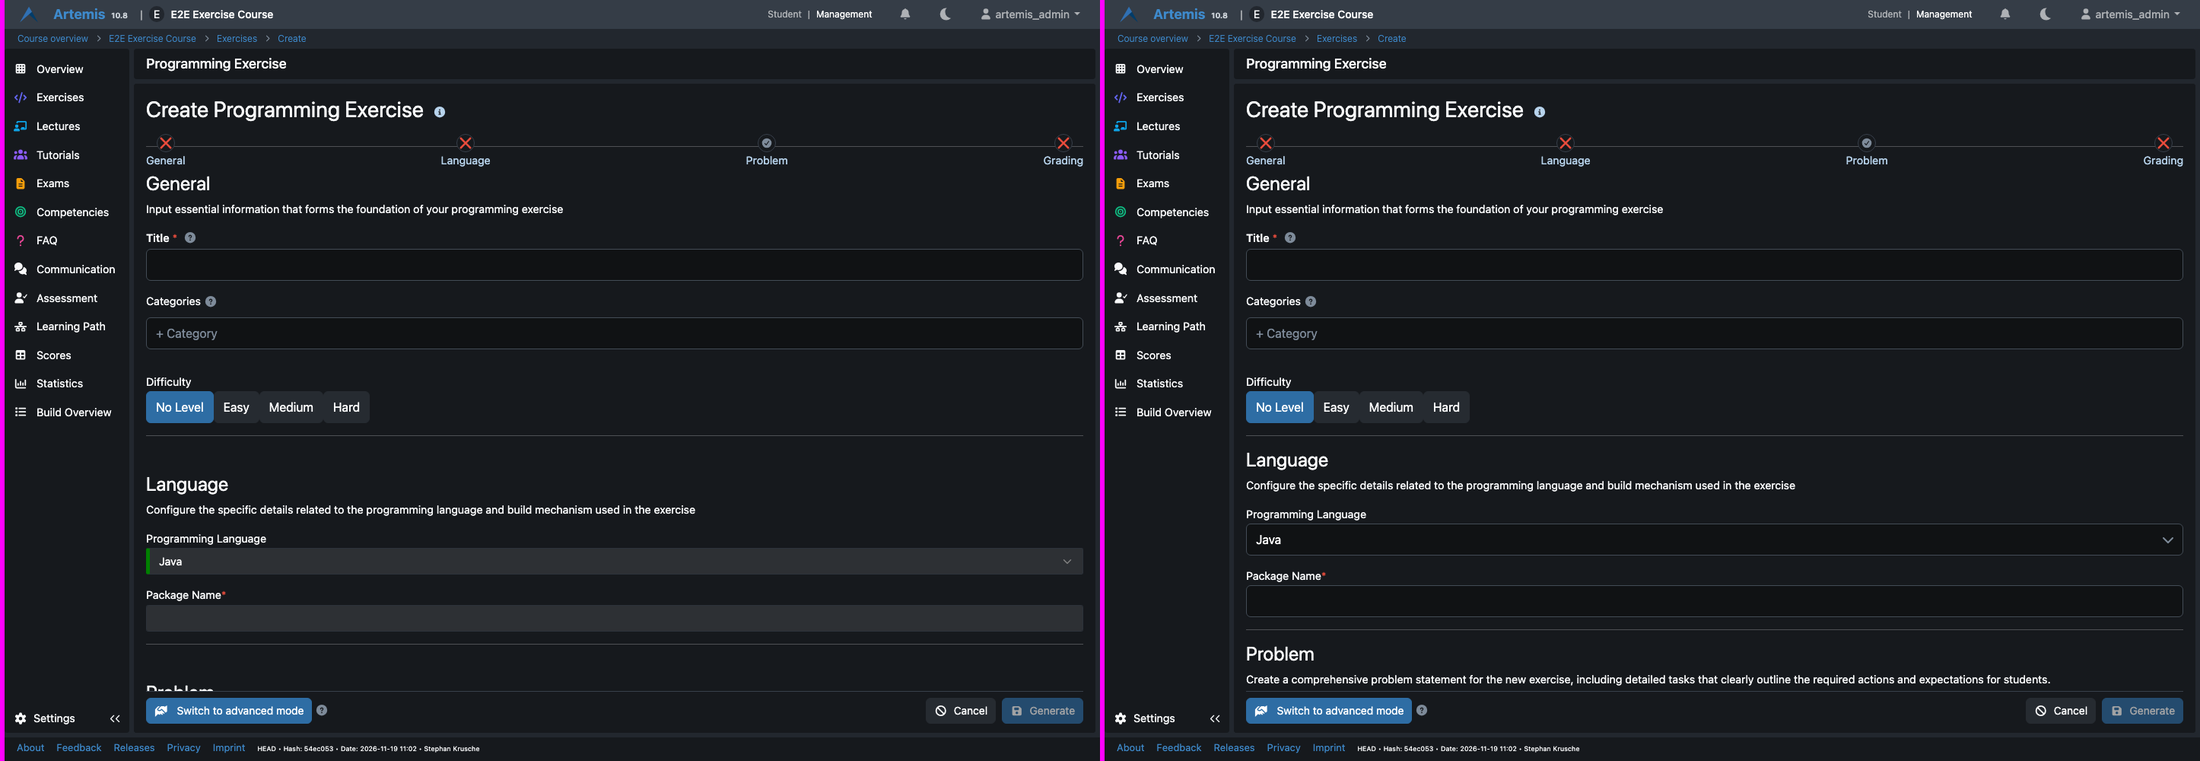 Artemis 10.8 | E E2E Exercise Course Student | Management artemis_admin
Course overview > E2E Exercise Course > Exercises > Create
Overview
Exercises
Lectures
Tutorials
Exams
Competencies
FAQ
Communication
Assessment
Learning Path
Scores
Statistics
Build Overview
Settings
Programming Exercise
Create Programming Exercise
General Language Problem Grading
General
Input essential information that forms the foundation of your programming exercise
Title *
Categories
+ Category
Difficulty
No Level Easy Medium Hard
Language
Configure the specific details related to the programming language and build mechanism used in the exercise
Programming Language
Java
Package Name*
Problem
Switch to advanced mode Cancel Generate
About Feedback Releases Privacy Imprint HEAD • Hash: 54ec053 • Date: 2026-11-19 11:02 • Stephan Krusche
Artemis 10.8 | E E2E Exercise Course Student | Management artemis_admin
Course overview > E2E Exercise Course > Exercises > Create
Overview
Exercises
Lectures
Tutorials
Exams
Competencies
FAQ
Communication
Assessment
Learning Path
Scores
Statistics
Build Overview
Settings
Programming Exercise
Create Programming Exercise
General Language Problem Grading
General
Input essential information that forms the foundation of your programming exercise
Title *
Categories
+ Category
Difficulty
No Level Easy Medium Hard
Language
Configure the specific details related to the programming language and build mechanism used in the exercise
Programming Language
Java
Package Name*
Problem
Create a comprehensive problem statement for the new exercise, including detailed tasks that clearly outline the required actions and expectations for students.
Switch to advanced mode Cancel Generate
About Feedback Releases Privacy Imprint HEAD • Hash: 54ec053 • Date: 2026-11-19 11:02 • Stephan Krusche